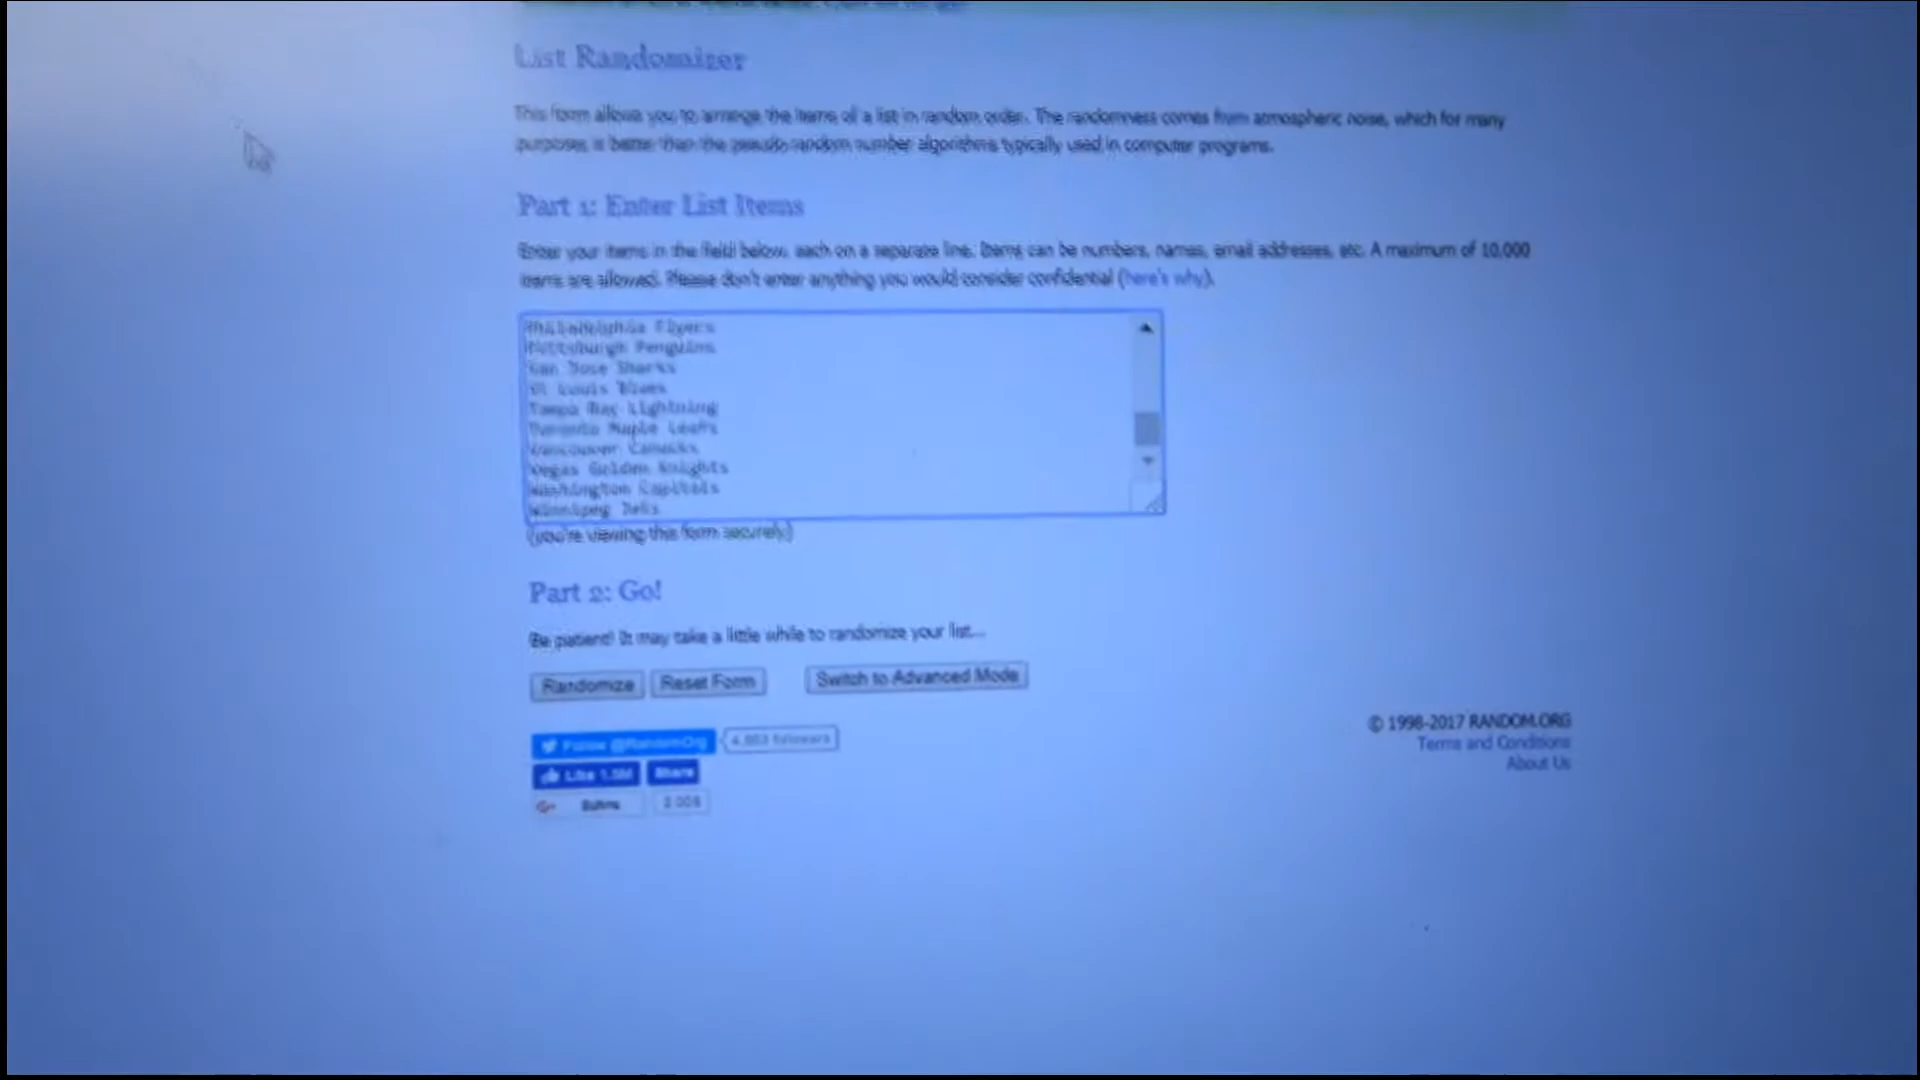 List Randomizer
This form allows you to arrange the items of a list in random order. The randomness comes from atmospheric noise, which for many
purposes is better than the pseudo-random number algorithms typically used in computer programs.
Part 1: Enter List Items
Enter your items in the field below, each on a separate line. Items can be numbers, names, email addresses, etc. A maximum of 10,000
items are allowed. Please don't enter anything you would consider confidential (here's why).
Philadelphia Flyers
Pittsburgh Penguins
San Jose Sharks
St Louis Blues
Tampa Bay Lightning
Toronto Maple Leafs
Vancouver Canucks
Vegas Golden Knights
Washington Capitals
Winnipeg Jets
(you're viewing this form securely)
Part 2: Go!
Be patient! It may take a little while to randomize your list...
Randomize Reset Form Switch to Advanced Mode
Follow @RandomOrg followers
Like Share
G+
© 1998-2017 RANDOM.ORG
Terms and Conditions
About Us